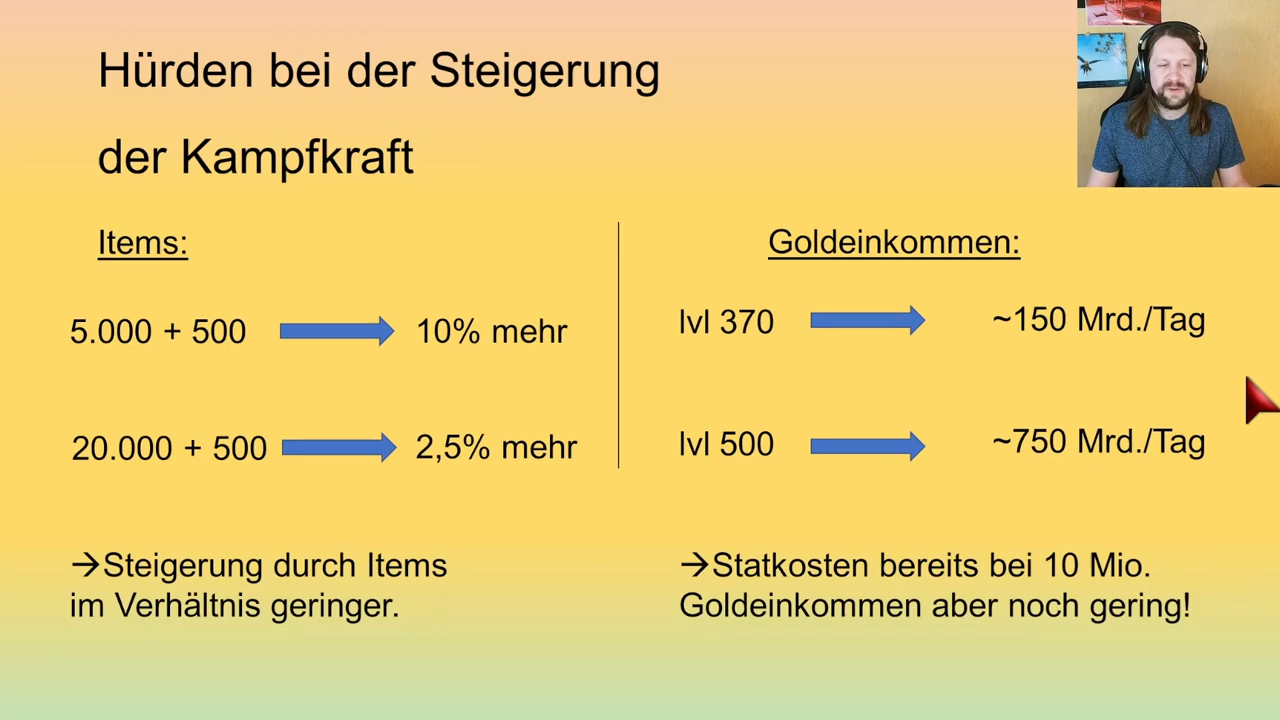 Hürden bei der Steigerung
der Kampfkraft
Items:
5.000 + 500 → 10% mehr
20.000 + 500 → 2,5% mehr
→Steigerung durch Items
im Verhältnis geringer.
Goldeinkommen:
lvl 370 → ~150 Mrd./Tag
lvl 500 → ~750 Mrd./Tag
→Statkosten bereits bei 10 Mio.
Goldeinkommen aber noch gering!